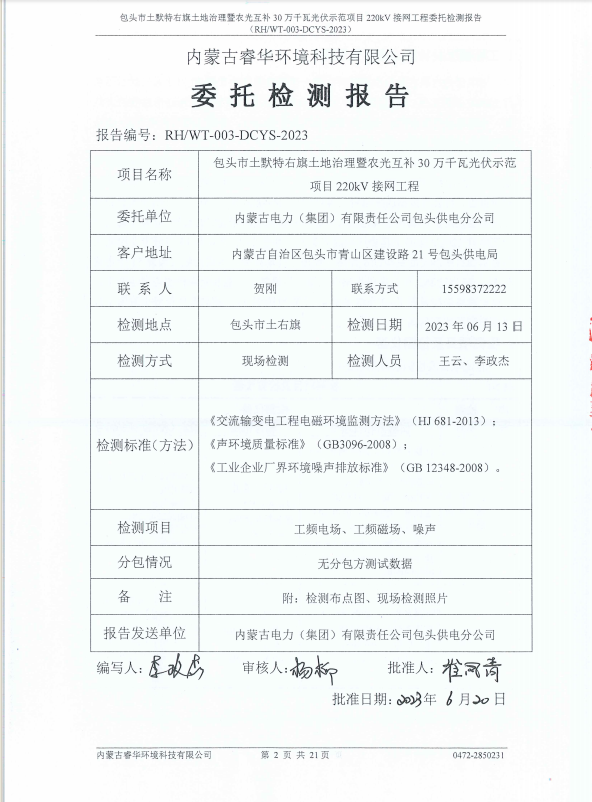 包头市土默特右旗土地治理暨农光互补 30 万千瓦光伏示范项目 220kV 接网工程委托检测报告
（RH/WT-003-DCYS-2023）
内蒙古睿华环境科技有限公司
委 托 检 测 报 告
报告编号：RH/WT-003-DCYS-2023
项目名称
包头市土默特右旗土地治理暨农光互补 30 万千瓦光伏示范
项目 220kV 接网工程
委托单位 内蒙古电力（集团）有限责任公司包头供电分公司
客户地址 内蒙古自治区包头市青山区建设路 21 号包头供电局
联 系 人 贺刚 联系方式 15598372222
检测地点 包头市土右旗 检测日期 2023 年 06 月 13 日
检测方式 现场检测 检测人员 王云、李政杰
检测标准（方法）
《交流输变电工程电磁环境监测方法》（HJ 681-2013）；
《声环境质量标准》（GB3096-2008）；
《工业企业厂界环境噪声排放标准》（GB 12348-2008）。
检测项目 工频电场、工频磁场、噪声
分包情况 无分包方测试数据
备 注 附：检测布点图、现场检测照片
报告发送单位 内蒙古电力（集团）有限责任公司包头供电分公司
编写人：李政杰 审核人：杨柳 批准人：
批准日期：2023 年 6 月 20 日
内蒙古睿华环境科技有限公司 第 2 页 共 21 页 0472-2850231